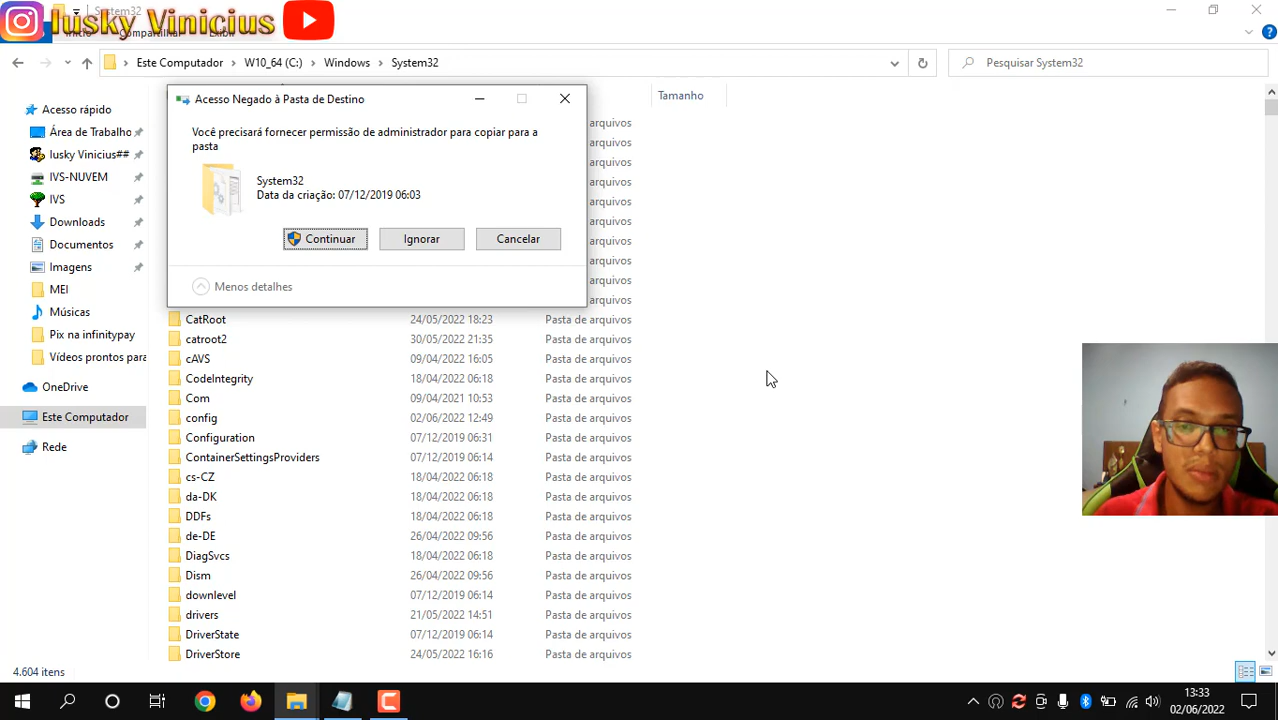 System32
Iusky Vinicius
Este Computador > W10_64 (C:) > Windows > System32
Pesquisar System32
Tamanho
Acesso rápido
Área de Trabalho
Iusky Vinicius##
IVS-NUVEM
IVS
Downloads
Documentos
Imagens
MEI
Músicas
Pix na infinitypay
Vídeos prontos para
OneDrive
Este Computador
Rede
Acesso Negado à Pasta de Destino
Você precisará fornecer permissão de administrador para copiar para a
pasta
System32
Data da criação: 07/12/2019 06:03
Continuar
Ignorar
Cancelar
Menos detalhes
arquivos
arquivos
arquivos
arquivos
arquivos
arquivos
arquivos
arquivos
arquivos
arquivos
CatRoot 24/05/2022 18:23 Pasta de arquivos
catroot2 30/05/2022 21:35 Pasta de arquivos
cAVS 09/04/2022 16:05 Pasta de arquivos
CodeIntegrity 18/04/2022 06:18 Pasta de arquivos
Com 09/04/2021 10:53 Pasta de arquivos
config 02/06/2022 12:49 Pasta de arquivos
Configuration 07/12/2019 06:31 Pasta de arquivos
ContainerSettingsProviders 07/12/2019 06:14 Pasta de arquivos
cs-CZ 18/04/2022 06:18 Pasta de arquivos
da-DK 18/04/2022 06:18 Pasta de arquivos
DDFs 18/04/2022 06:18 Pasta de arquivos
de-DE 26/04/2022 09:56 Pasta de arquivos
DiagSvcs 18/04/2022 06:18 Pasta de arquivos
Dism 26/04/2022 09:56 Pasta de arquivos
downlevel 07/12/2019 06:14 Pasta de arquivos
drivers 21/05/2022 14:51 Pasta de arquivos
DriverState 07/12/2019 06:14 Pasta de arquivos
DriverStore 24/05/2022 16:16 Pasta de arquivos
4.604 itens
13:33
02/06/2022